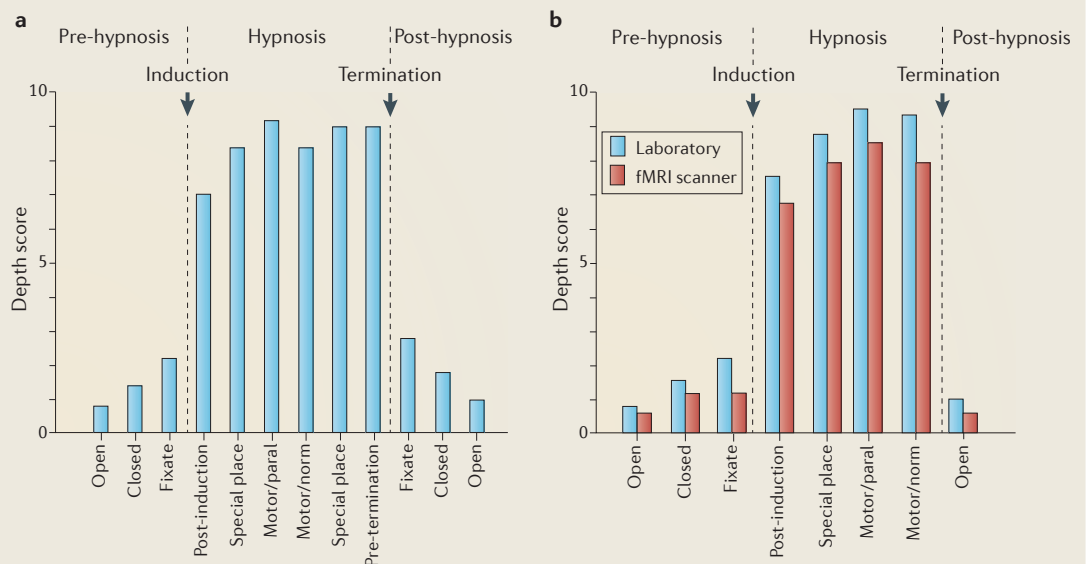 a
Pre-hypnosis
Hypnosis
Post-hypnosis
Induction
Termination
10
5
0
Depth score
Open
Closed
Fixate
Post-induction
Special place
Motor/paral
Motor/norm
Special place
Pre-termination
Fixate
Closed
Open
b
Pre-hypnosis
Hypnosis
Post-hypnosis
Induction
Termination
10
5
0
Depth score
Laboratory
fMRI scanner
Open
Closed
Fixate
Post-induction
Special place
Motor/paral
Motor/norm
Open